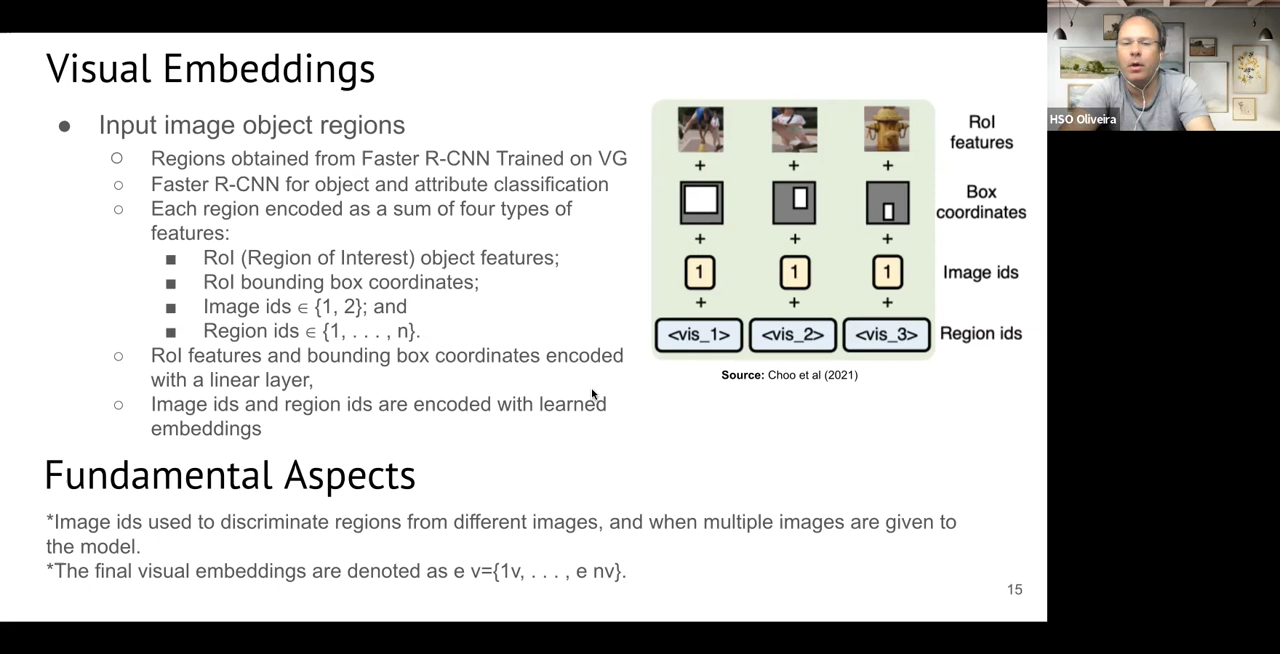 Visual Embeddings
● Input image object regions
○ Regions obtained from Faster R-CNN Trained on VG
○ Faster R-CNN for object and attribute classification
○ Each region encoded as a sum of four types of
features:
■ RoI (Region of Interest) object features;
■ RoI bounding box coordinates;
■ Image ids ∈ {1, 2}; and
■ Region ids ∈ {1, . . . , n}.
○ RoI features and bounding box coordinates encoded
with a linear layer,
○ Image ids and region ids are encoded with learned
embeddings
RoI
features
+ + +
Box
coordinates
+ + +
1 1 1 Image ids
+ + +
<vis_1> <vis_2> <vis_3> Region ids
Source: Choo et al (2021)
Fundamental Aspects
*Image ids used to discriminate regions from different images, and when multiple images are given to
the model.
*The final visual embeddings are denoted as e v={1v, . . . , e nv}.
15
HSO Oliveira